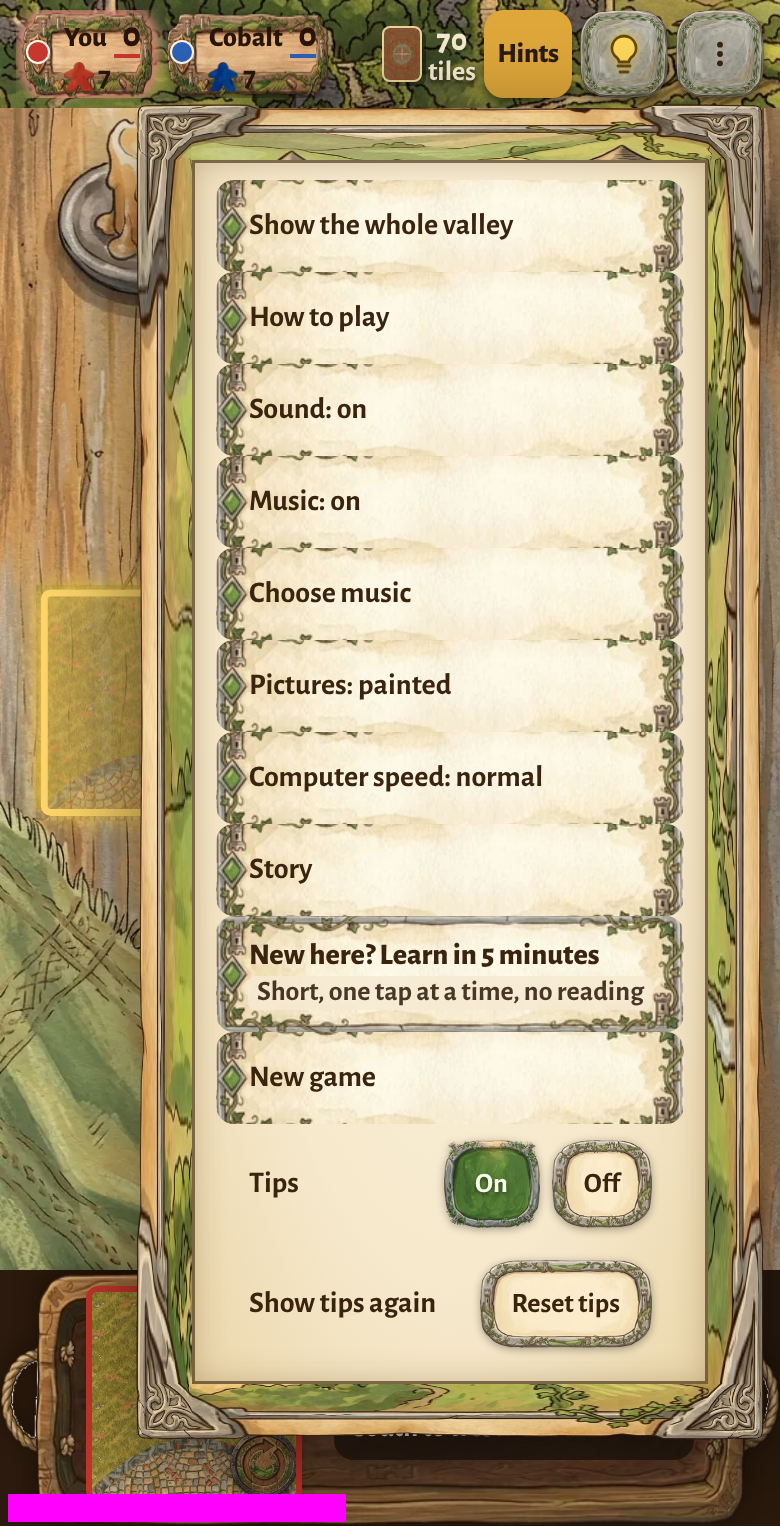 You 0
7
Cobalt 0
7
70
tiles
Hints
Show the whole valley
How to play
Sound: on
Music: on
Choose music
Pictures: painted
Computer speed: normal
Story
New here? Learn in 5 minutes
Short, one tap at a time, no reading
New game
Tips
On
Off
Show tips again
Reset tips